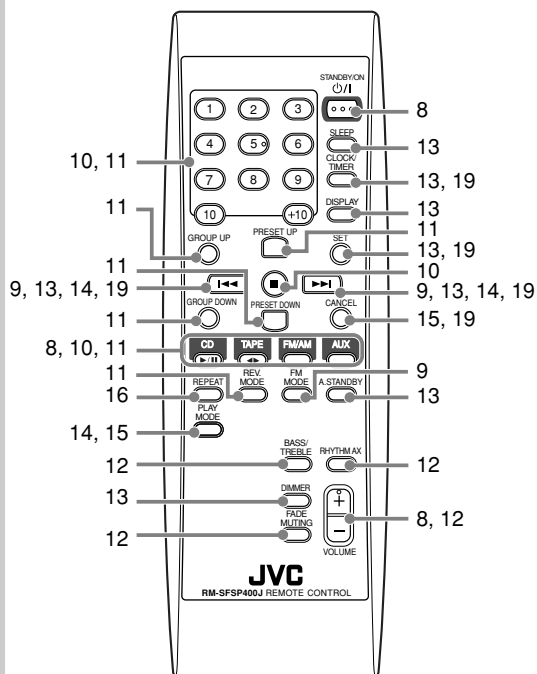 STANDBY/ON
⏻/I
1 2 3
8
SLEEP
4 5 6
13
10, 11
CLOCK/
TIMER
7 8 9
13, 19
10 +10
DISPLAY
13
11
GROUP UP
PRESET UP
11
SET
13, 19
11
10
9, 13, 14, 19
9, 13, 14, 19
GROUP DOWN
PRESET DOWN
CANCEL
11
15, 19
8, 10, 11
CD TAPE FM/AM AUX
11
REPEAT
REV.
MODE
FM
MODE
A.STANDBY
9
16
13
PLAY
MODE
14, 15
BASS/
TREBLE
RHYTHM AX
12
12
DIMMER
13
+
FADE
MUTING
8, 12
12
−
VOLUME
JVC
RM-SFSP400J REMOTE CONTROL